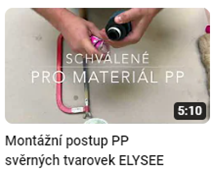 SCHVÁLENÉ
PRO MATERIÁL PP
5:10
Montážní postup PP
svěrných tvarovek ELYSEE